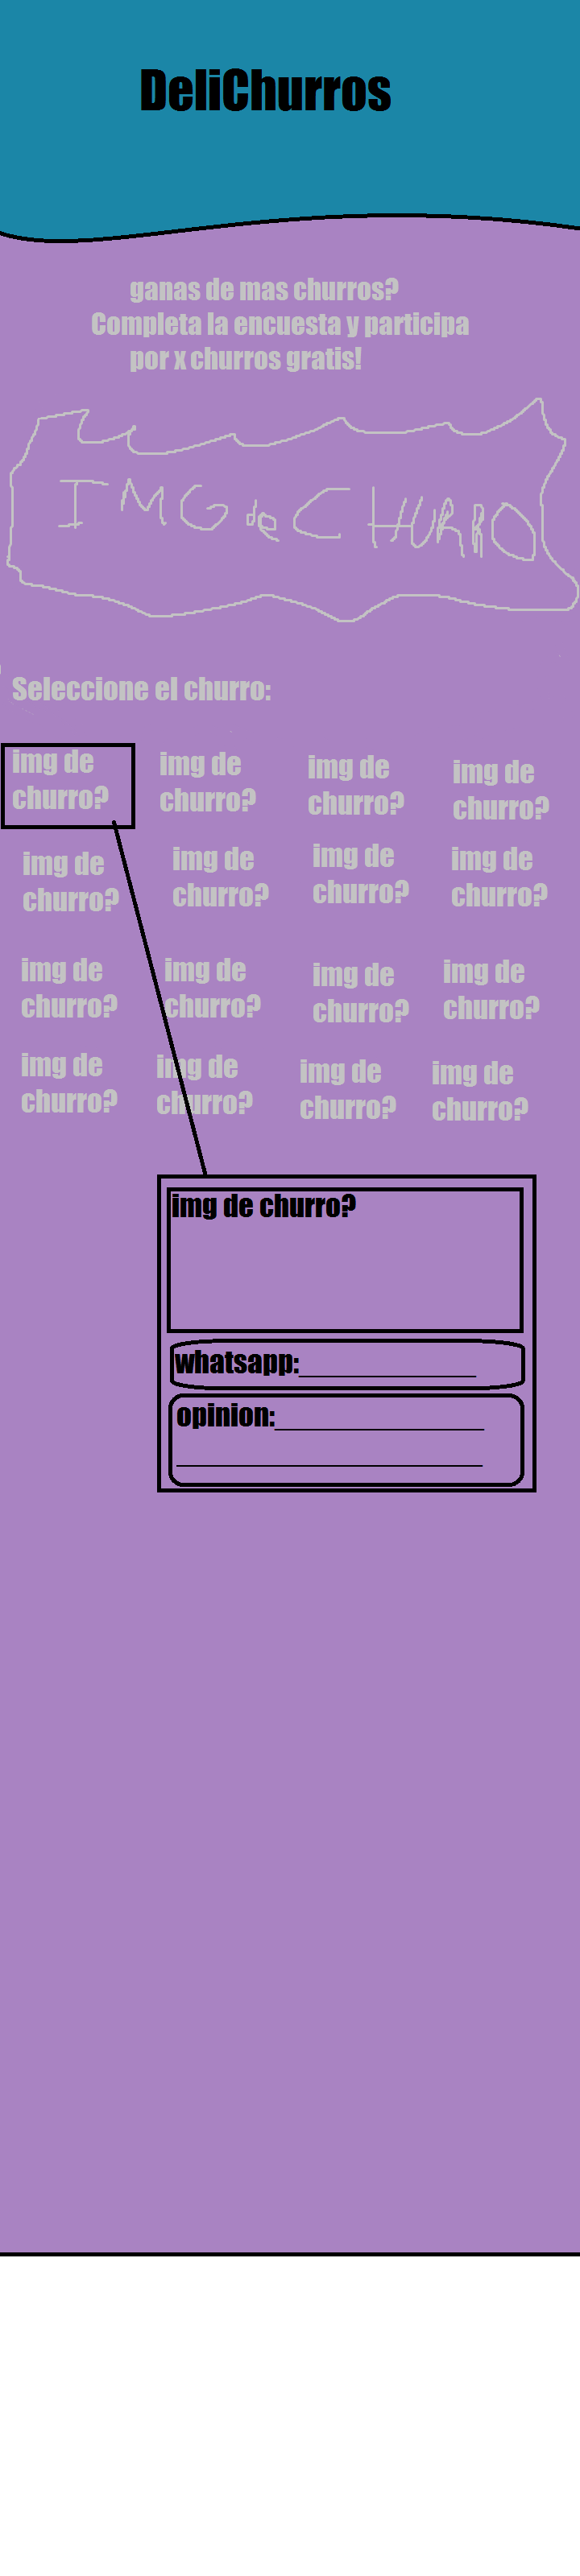 DeliChurros
ganas de mas churros?
Completa la encuesta y participa
por x churros gratis!
IMG de CHURRO
Seleccione el churro:
img de
churro?
img de
churro?
img de
churro?
img de
churro?
img de
churro?
img de
churro?
img de
churro?
img de
churro?
img de
churro?
img de
churro?
img de
churro?
img de
churro?
img de
churro?
img de
churro?
img de
churro?
img de
churro?
img de churro?
whatsapp:
opinion: